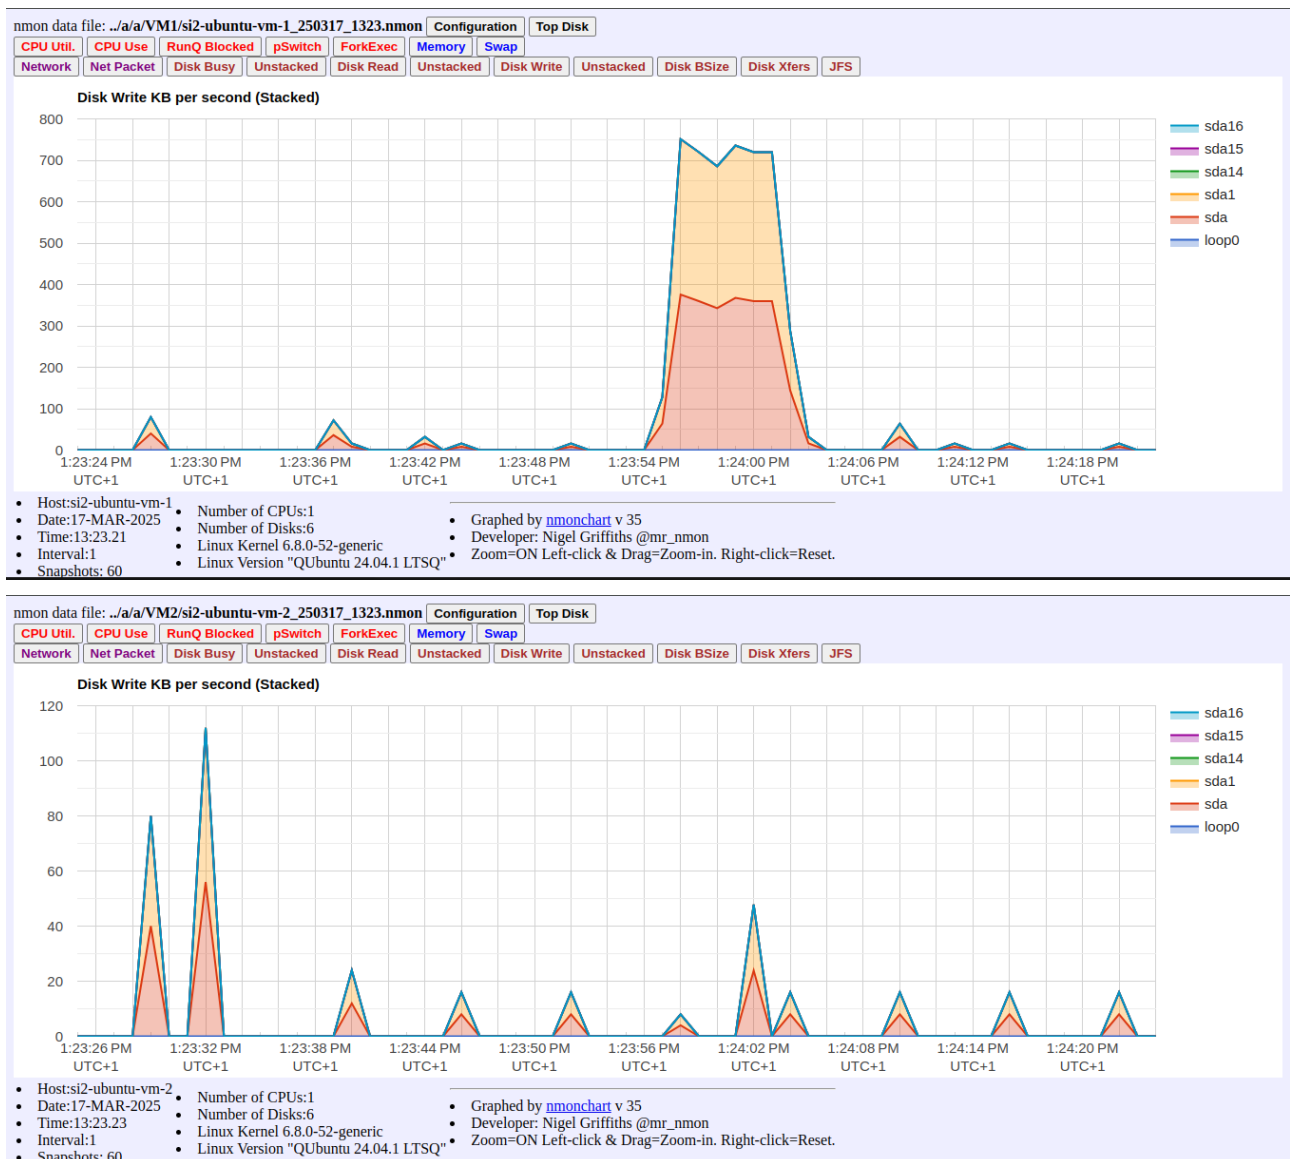 nmon data file: ../a/a/VM1/si2-ubuntu-vm-1_250317_1323.nmon Configuration Top Disk
CPU Util. CPU Use RunQ Blocked pSwitch ForkExec Memory Swap
Network Net Packet Disk Busy Unstacked Disk Read Unstacked Disk Write Unstacked Disk BSize Disk Xfers JFS
Disk Write KB per second (Stacked)
800
700
600
500
400
300
200
100
0
1:23:24 PM UTC+1
1:23:30 PM UTC+1
1:23:36 PM UTC+1
1:23:42 PM UTC+1
1:23:48 PM UTC+1
1:23:54 PM UTC+1
1:24:00 PM UTC+1
1:24:06 PM UTC+1
1:24:12 PM UTC+1
1:24:18 PM UTC+1
sda16
sda15
sda14
sda1
sda
loop0
• Host:si2-ubuntu-vm-1
• Date:17-MAR-2025
• Time:13:23.21
• Interval:1
• Snapshots: 60
• Number of CPUs:1
• Number of Disks:6
• Linux Kernel 6.8.0-52-generic
• Linux Version "QUbuntu 24.04.1 LTSQ"
• Graphed by nmonchart v 35
• Developer: Nigel Griffiths @mr_nmon
• Zoom=ON Left-click & Drag=Zoom-in. Right-click=Reset.
nmon data file: ../a/a/VM2/si2-ubuntu-vm-2_250317_1323.nmon Configuration Top Disk
CPU Util. CPU Use RunQ Blocked pSwitch ForkExec Memory Swap
Network Net Packet Disk Busy Unstacked Disk Read Unstacked Disk Write Unstacked Disk BSize Disk Xfers JFS
Disk Write KB per second (Stacked)
120
100
80
60
40
20
0
1:23:26 PM UTC+1
1:23:32 PM UTC+1
1:23:38 PM UTC+1
1:23:44 PM UTC+1
1:23:50 PM UTC+1
1:23:56 PM UTC+1
1:24:02 PM UTC+1
1:24:08 PM UTC+1
1:24:14 PM UTC+1
1:24:20 PM UTC+1
sda16
sda15
sda14
sda1
sda
loop0
• Host:si2-ubuntu-vm-2
• Date:17-MAR-2025
• Time:13:23.23
• Interval:1
• Snapshots: 60
• Number of CPUs:1
• Number of Disks:6
• Linux Kernel 6.8.0-52-generic
• Linux Version "QUbuntu 24.04.1 LTSQ"
• Graphed by nmonchart v 35
• Developer: Nigel Griffiths @mr_nmon
• Zoom=ON Left-click & Drag=Zoom-in. Right-click=Reset.